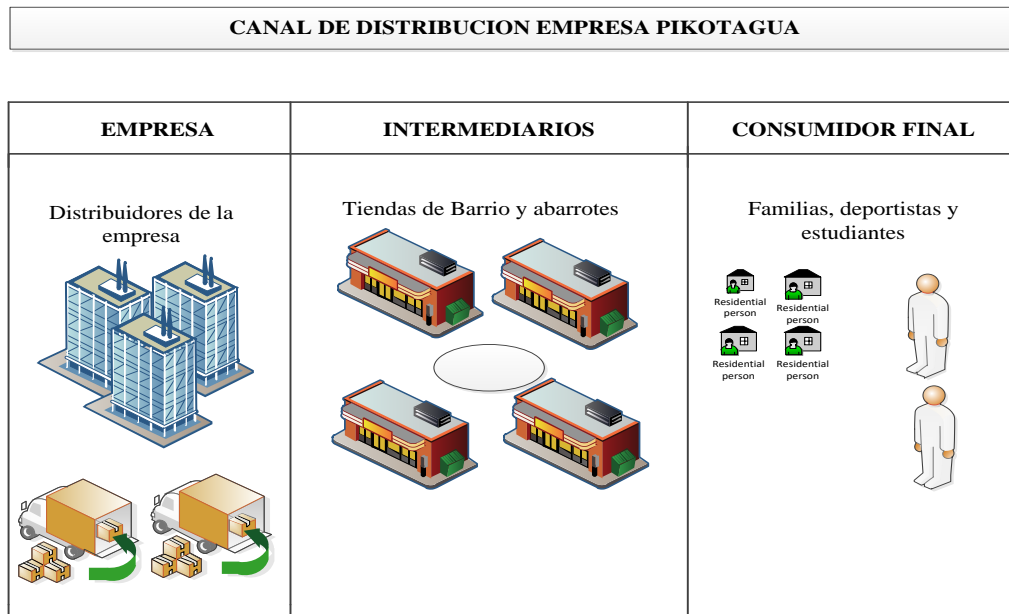 CANAL DE DISTRIBUCION EMPRESA PIKOTAGUA
EMPRESA
INTERMEDIARIOS
CONSUMIDOR FINAL
Distribuidores de la
empresa
Tiendas de Barrio y abarrotes
Familias, deportistas y
estudiantes
Residential
person
Residential
person
Residential
person
Residential
person